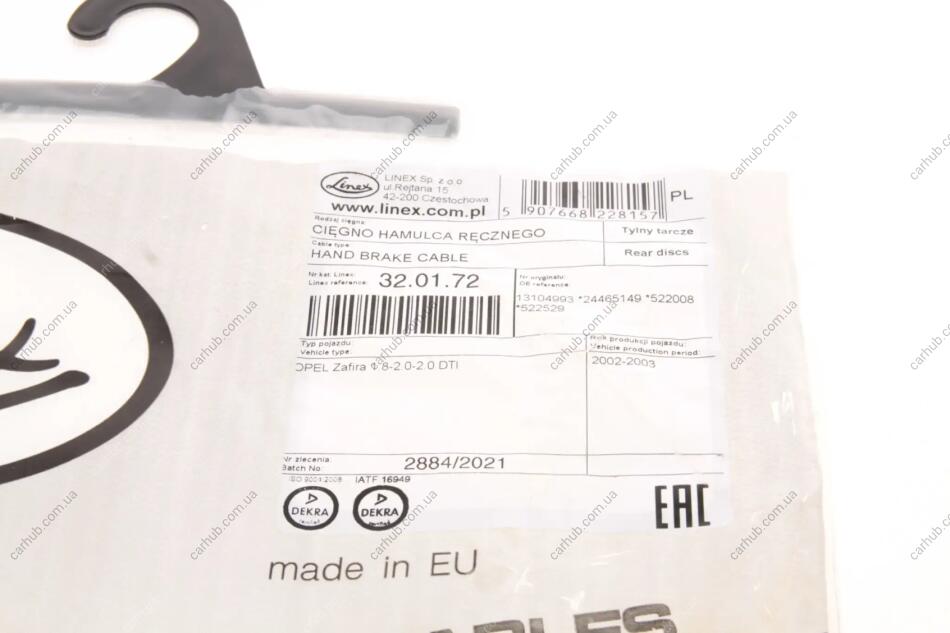 Linex
LINEX Sp. z o.o
ul.Rejtana 15
42-200 Czestochowa
www.linex.com.pl
5 907668 228157
PL
Rodzaj cięgna:
CIĘGNO HAMULCA RĘCZNEGO
Tylny tarcze
Cable type:
HAND BRAKE CABLE
Rear discs
Nr kat. Linex:
Linex reference:
32.01.72
Nr oryginalu:
OE reference:
13104993 *24465149 *522008
*522529
Typ pojazdu:
Vehicle type:
Rok produkcji pojazdu:
Vehicle production period:
OPEL Zafira 1.8-2.0-2.0 DTI
2002-2003
Nr zlecenia:
Batch No:
2884/2021
ISO 9001:2008
IATF 16949
DEKRA
DEKRA
EAC
made in EU
carhub.com.ua